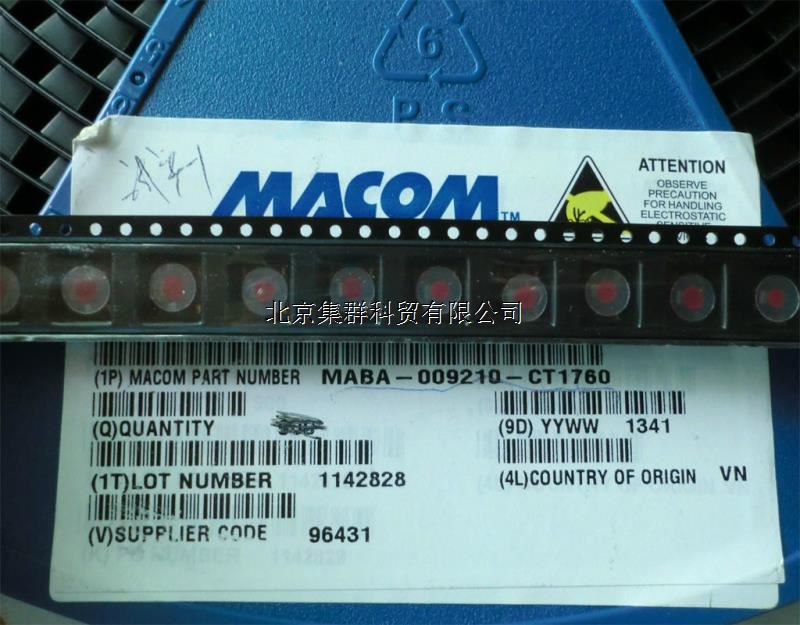 6
PS
MACOM™
ATTENTION
OBSERVE
PRECAUTION
FOR HANDLING
ELECTROSTATIC
SENSITIVE
北京集群科贸有限公司
(1P) MACOM PART NUMBER MABA-009210-CT1760
(Q)QUANTITY
(9D) YYWW 1341
(1T)LOT NUMBER 1142828
(4L)COUNTRY OF ORIGIN VN
(V)SUPPLIER CODE 96431